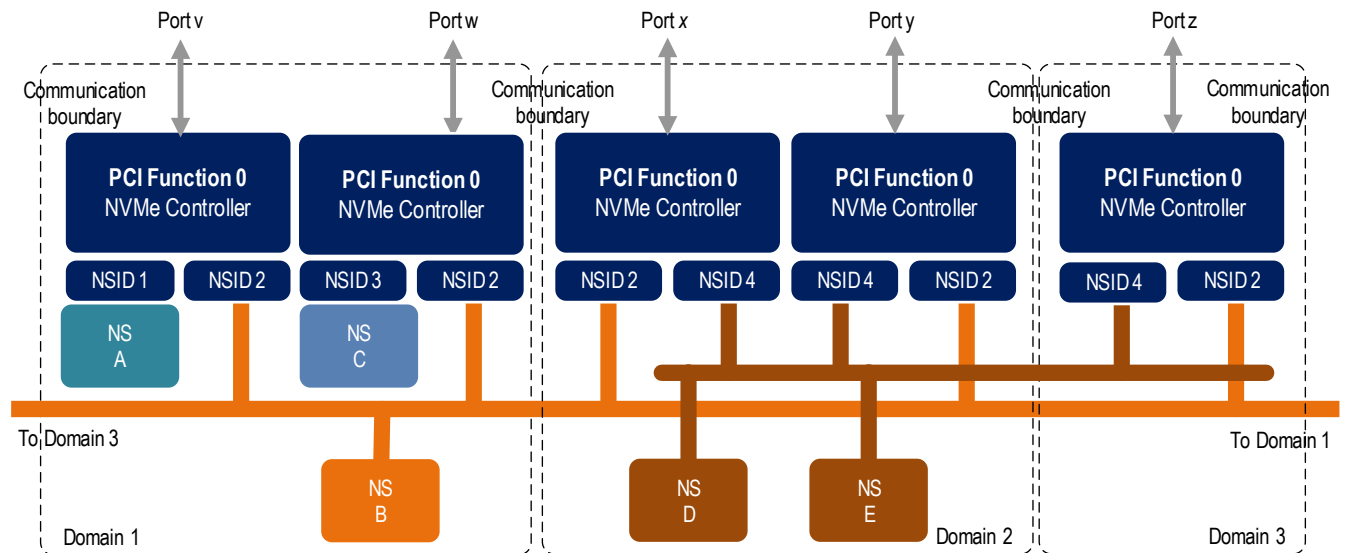 Port v
Port w
Port x
Port y
Port z
Communication
boundary
Communication
boundary
Communication
boundary
Communication
boundary
PCI Function 0
NVMe Controller
PCI Function 0
NVMe Controller
PCI Function 0
NVMe Controller
PCI Function 0
NVMe Controller
PCI Function 0
NVMe Controller
NSID 1
NSID 2
NSID 3
NSID 2
NSID 2
NSID 4
NSID 4
NSID 2
NSID 4
NSID 2
NS
A
NS
C
To Domain 3
To Domain 1
NS
B
NS
D
NS
E
Domain 1
Domain 2
Domain 3